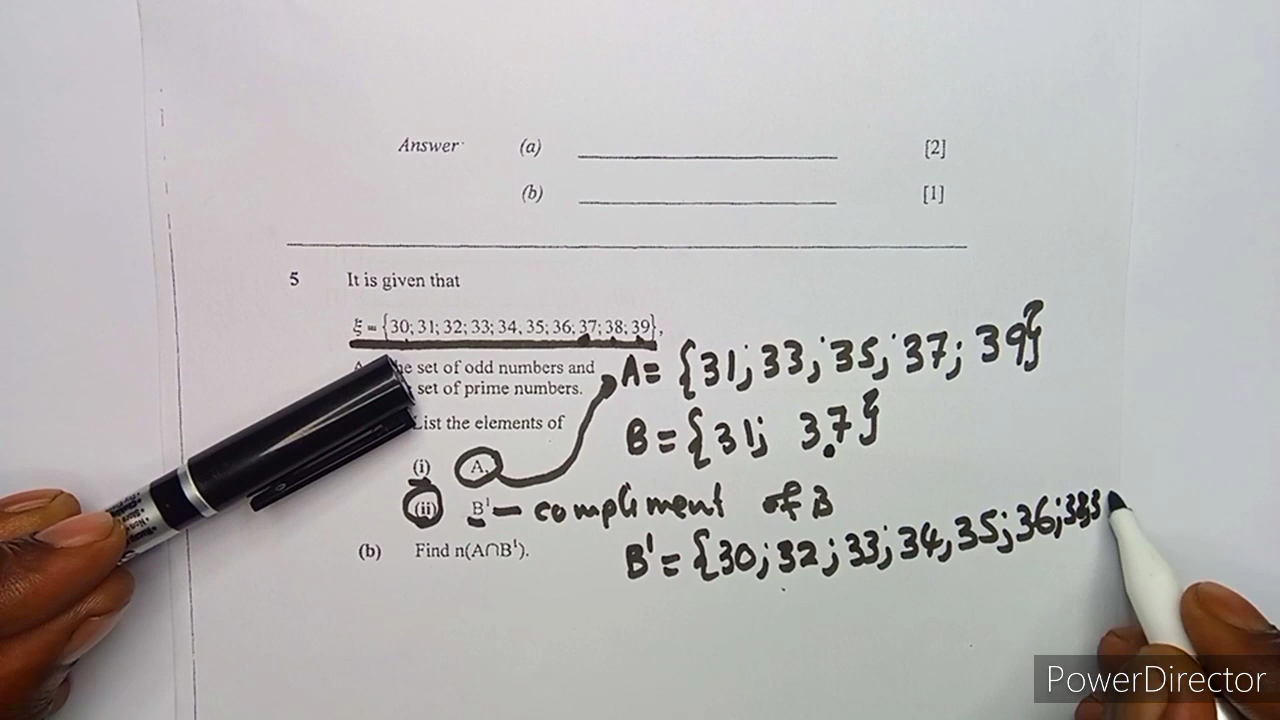 Answer (a) [2]
(b) [1]
5 It is given that
ξ = {30; 31; 32; 33; 34, 35; 36; 37; 38; 39},
set of odd numbers and
set of prime numbers.
A = {31; 33; 35; 37; 39}
List the elements of
B = {31; 37}
(i) A,
(ii) B' – compliment of B
B' = {30; 32; 33; 34, 35; 36;
(b) Find n(A∩B').
PowerDirector